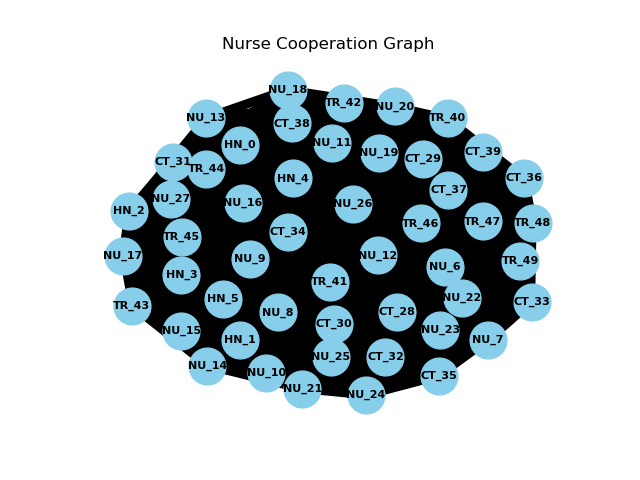 Nurse Cooperation Graph
NU_18
TR_42
NU_20
NU_13
TR_40
CT_38
HN_0
NU_11
NU_19
CT_39
CT_29
CT_31
TR_44
HN_4
CT_36
CT_37
NU_27
NU_16
NU_26
HN_2
TR_46
TR_47
TR_48
CT_34
TR_45
NU_17
NU_9
NU_12
TR_49
NU_6
HN_3
TR_41
NU_22
HN_5
CT_33
TR_43
NU_8
CT_28
CT_30
NU_15
NU_23
HN_1
NU_7
NU_25
CT_32
NU_14
NU_10
CT_35
NU_21
NU_24